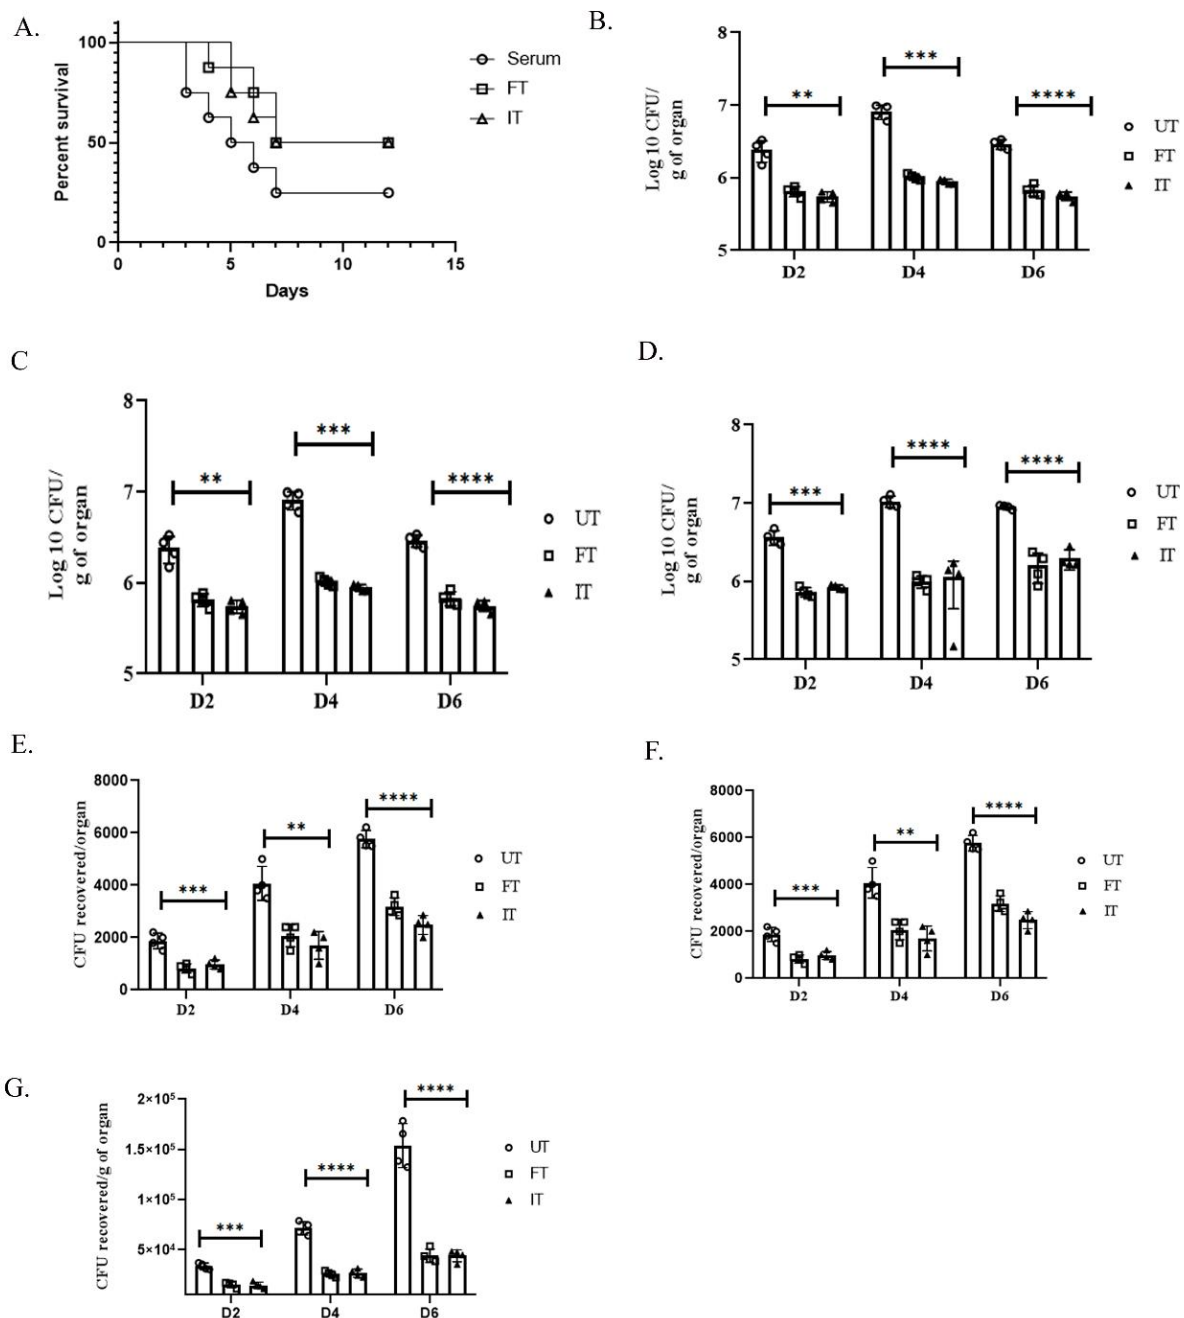 A.
100
50
0
Percent survival
0 5 10 15
Days
Serum
FT
IT
B.
8
7
6
5
Log 10 CFU/
g of organ
** *** ****
D2 D4 D6
UT
FT
IT
C
8
7
6
5
Log 10 CFU/
g of organ
** *** ****
D2 D4 D6
UT
FT
IT
D.
8
7
6
5
Log 10 CFU/
g of organ
*** **** ****
D2 D4 D6
UT
FT
IT
E.
8000
6000
4000
2000
0
CFU recovered/organ
*** ** ****
D2 D4 D6
UT
FT
IT
F.
8000
6000
4000
2000
0
CFU recovered/organ
*** ** ****
D2 D4 D6
UT
FT
IT
G.
2×10⁵
1.5×10⁵
1×10⁵
5×10⁴
CFU recovered/g of organ
*** **** ****
D2 D4 D6
UT
FT
IT